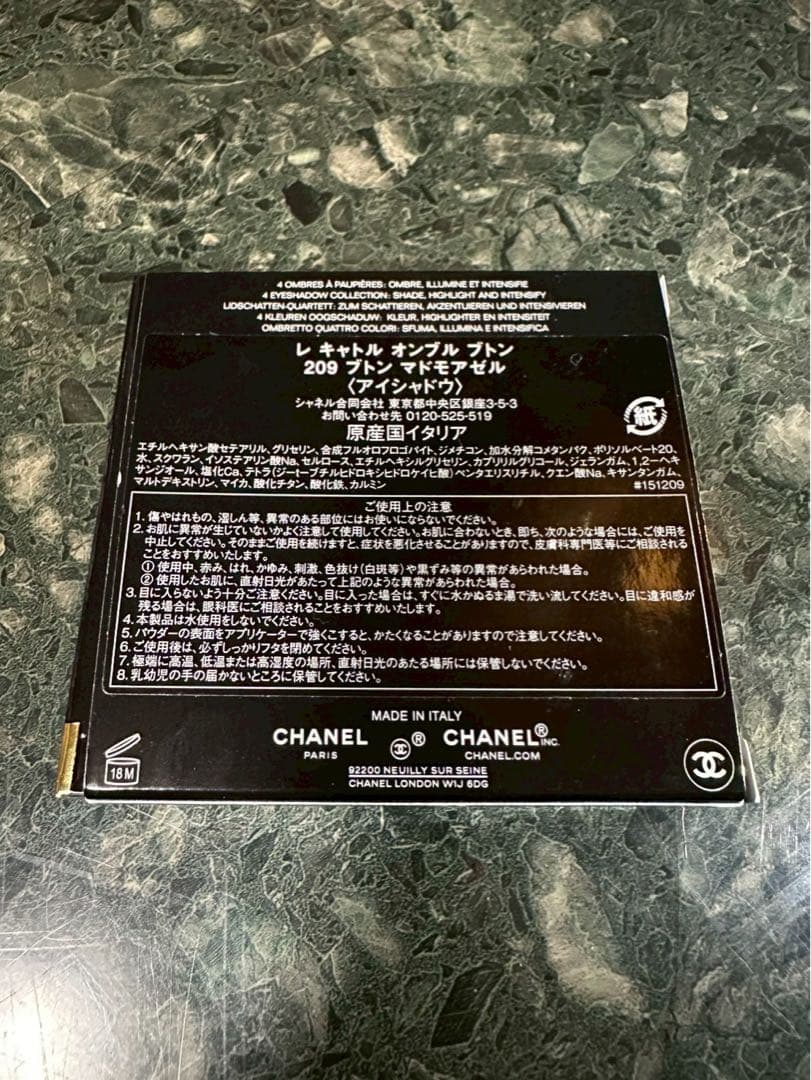 4 OMBRES À PAUPIÈRES: OMBRE, ILLUMINE ET INTENSIFIE
4 EYESHADOW COLLECTION: SHADE, HIGHLIGHT AND INTENSIFY
LIDSCHATTEN-QUARTETT: ZUM SCHATTIEREN, AKZENTUIEREN UND INTENSIVIEREN
4 KLEUREN OOGSCHADUW: KLEUR, HIGHLIGHTER EN INTENSITEIT
OMBRETTO QUATTRO COLORI: SFUMA, ILLUMINA E INTENSIFICA
レ キャトル オンブル ブトン
209 ブトン マドモアゼル
〈アイシャドウ〉
シャネル合同会社 東京都中央区銀座3-5-3
お問い合わせ先 0120-525-519
原産国イタリア
紙
エチルヘキサン酸セテアリル、グリセリン、合成フルオロフロゴパイト、ジメチコン、加水分解コメタンパク、ポリソルベート20、
水、スクワラン、イソステアリン酸Na、セルロース、エチルヘキシルグリセリン、カプリリルグリコール、ジェランガム、1,2-ヘキ
サンジオール、塩化Ca、テトラ(ジ-t-ブチルヒドロキシヒドロケイヒ酸)ペンタエリスリチル、クエン酸Na、キサンタンガム、
マルトデキストリン、マイカ、酸化チタン、酸化鉄、カルミン
#151209
ご使用上の注意
1. 傷やはれもの、湿しん等、異常のある部位にはお使いにならないでください。
2. お肌に異常が生じていないかよく注意して使用してください。お肌に合わないとき、即ち、次のような場合には、ご使用を
中止してください。そのままご使用を続けますと、症状を悪化させることがありますので、皮膚科専門医等にご相談される
ことをおすすめいたします。
① 使用中、赤み、はれ、かゆみ、刺激、色抜け(白斑等)や黒ずみ等の異常があらわれた場合。
② 使用したお肌に、直射日光があたって上記のような異常があらわれた場合。
3. 目に入らないよう十分ご注意ください。目に入った場合は、すぐに水かぬるま湯で洗い流してください。目に違和感が
残る場合は、眼科医にご相談されることをおすすめいたします。
4. 本製品は水使用をしないでください。
5. パウダーの表面をアプリケーターで強くこすると、かたくなることがありますので注意してください。
6. ご使用後は、必ずしっかりフタを閉めてください。
7. 極端に高温、低温または高湿度の場所、直射日光のあたる場所には保管しないでください。
8. 乳幼児の手の届かないところに保管してください。
MADE IN ITALY
CHANEL ® CHANEL® INC.
PARIS CHANEL.COM
92200 NEUILLY SUR SEINE
CHANEL LONDON W1J 6DG
18 M